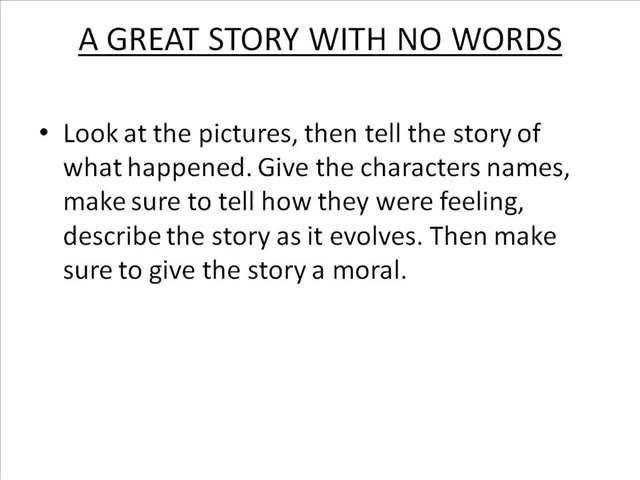 A GREAT STORY WITH NO WORDS
• Look at the pictures, then tell the story of
what happened. Give the characters names,
make sure to tell how they were feeling,
describe the story as it evolves. Then make
sure to give the story a moral.